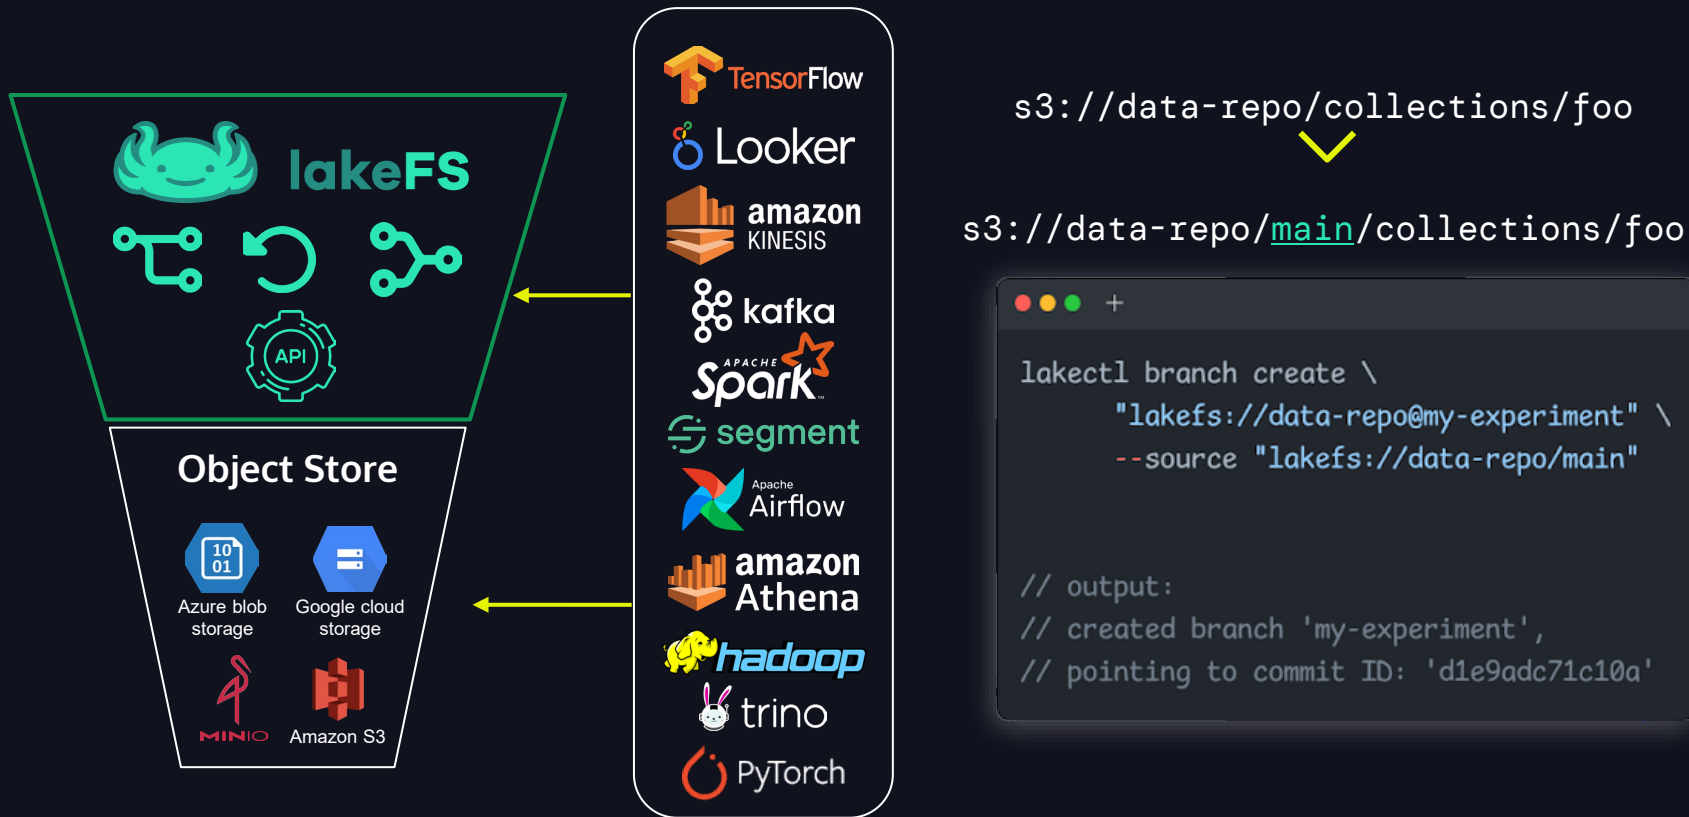 lakeFS
API
Object Store
10
01
Azure blob
storage
Google cloud
storage
MINIO
Amazon S3
TensorFlow
Looker
amazon
KINESIS
kafka
APACHE
Spark™
segment
Apache
Airflow
amazon
Athena
hadoop
trino
PyTorch
s3://data-repo/collections/foo
s3://data-repo/main/collections/foo
+
lakectl branch create \
"lakefs://data-repo@my-experiment" \
--source "lakefs://data-repo/main"
// output:
// created branch 'my-experiment',
// pointing to commit ID: 'd1e9adc71c10a'